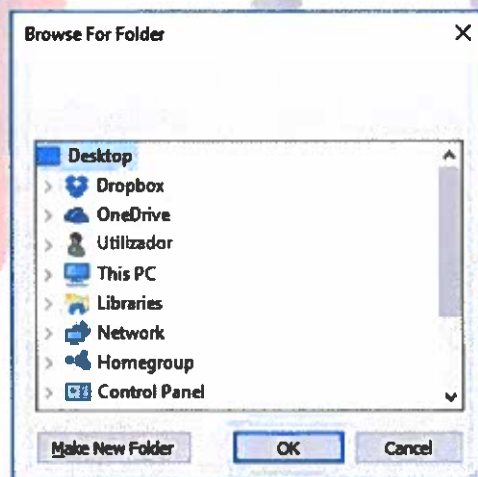 Browse For Folder
Desktop
Dropbox
OneDrive
Utilizador
This PC
Libraries
Network
Homegroup
Control Panel
Make New Folder
OK
Cancel